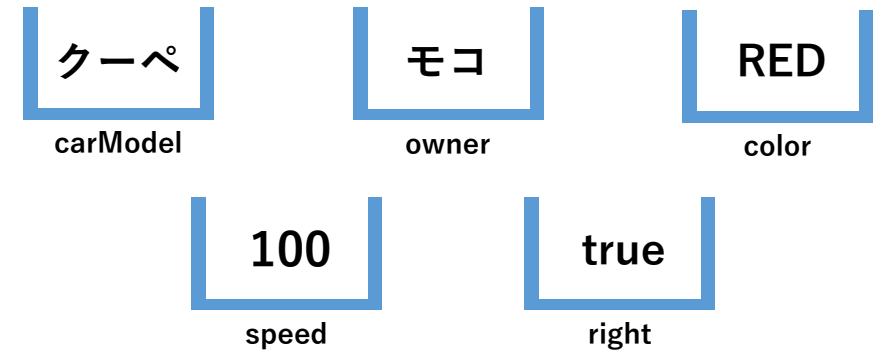 クーペ
carModel
モコ
owner
RED
color
100
speed
true
right